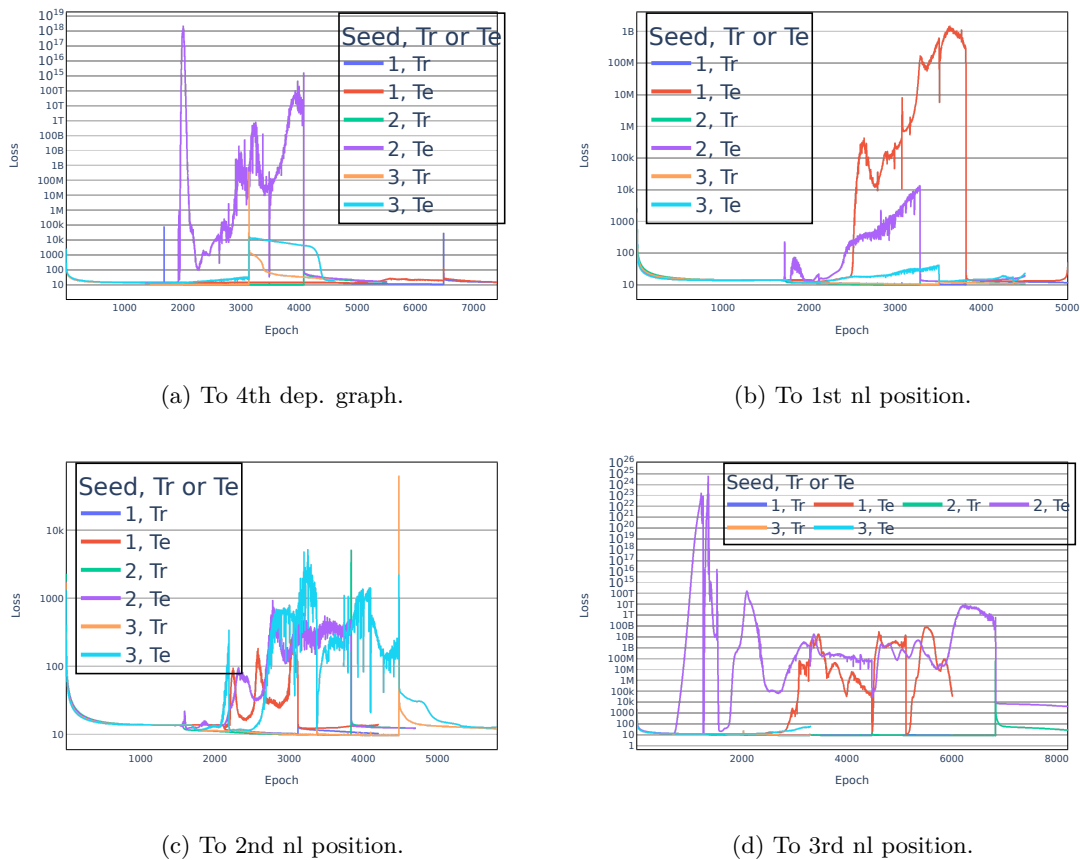 10^19
10^18
10^17
10^16
10^15
100T
10T
1T
100B
10B
1B
100M
10M
1M
100k
10k
1000
100
10
Loss
1000 2000 3000 4000 5000 6000 7000
Epoch
Seed, Tr or Te
1, Tr
1, Te
2, Tr
2, Te
3, Tr
3, Te
(a) To 4th dep. graph.
1B
100M
10M
1M
100k
10k
1000
100
10
Loss
1000 2000 3000 4000 5000
Epoch
Seed, Tr or Te
1, Tr
1, Te
2, Tr
2, Te
3, Tr
3, Te
(b) To 1st nl position.
10k
1000
100
10
Loss
1000 2000 3000 4000 5000
Epoch
Seed, Tr or Te
1, Tr
1, Te
2, Tr
2, Te
3, Tr
3, Te
(c) To 2nd nl position.
10^26
10^25
10^24
10^23
10^22
10^21
10^20
10^19
10^18
10^17
10^16
10^15
100T
10T
1T
100B
10B
1B
100M
10M
1M
100k
10k
1000
100
10
1
Loss
2000 4000 6000 8000
Epoch
Seed, Tr or Te
1, Tr 1, Te 2, Tr 2, Te
3, Tr 3, Te
(d) To 3rd nl position.